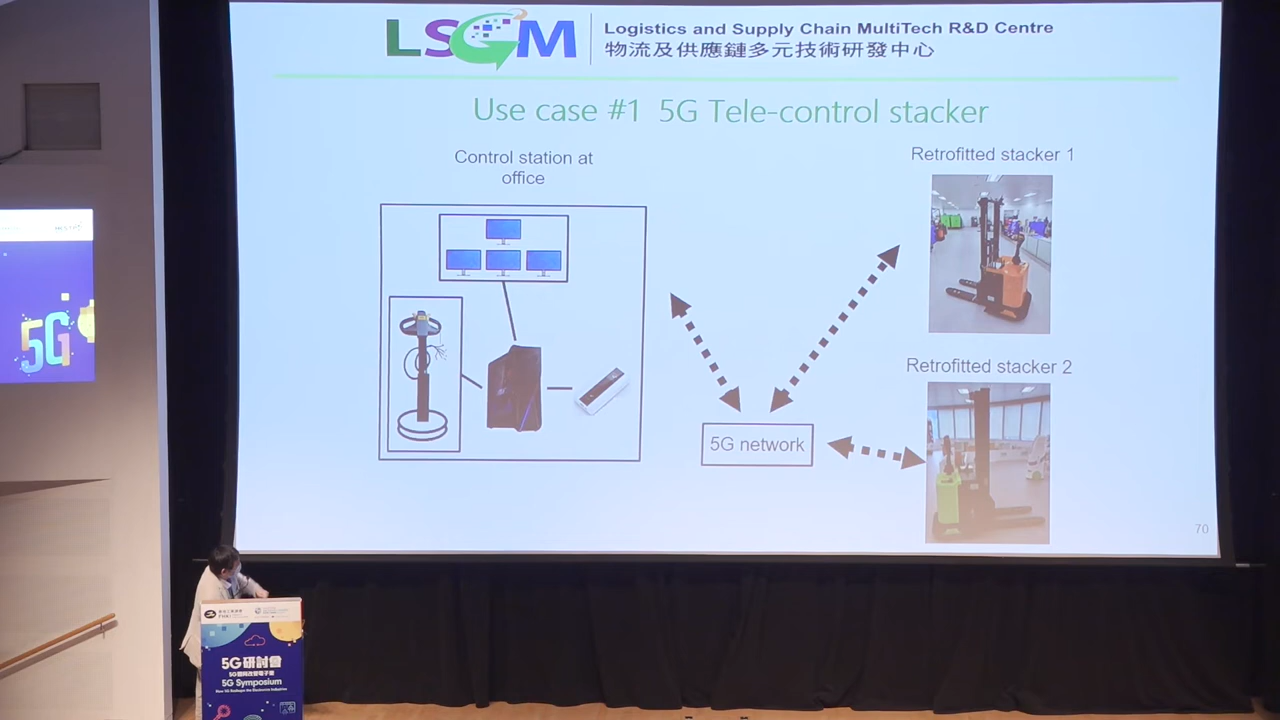 LSCM
Logistics and Supply Chain MultiTech R&D Centre
物流及供應鏈多元技術研發中心
Use case #1 5G Tele-control stacker
Control station at
office
Retrofitted stacker 1
Retrofitted stacker 2
5G network
70
5G
5G研討會
5G Symposium